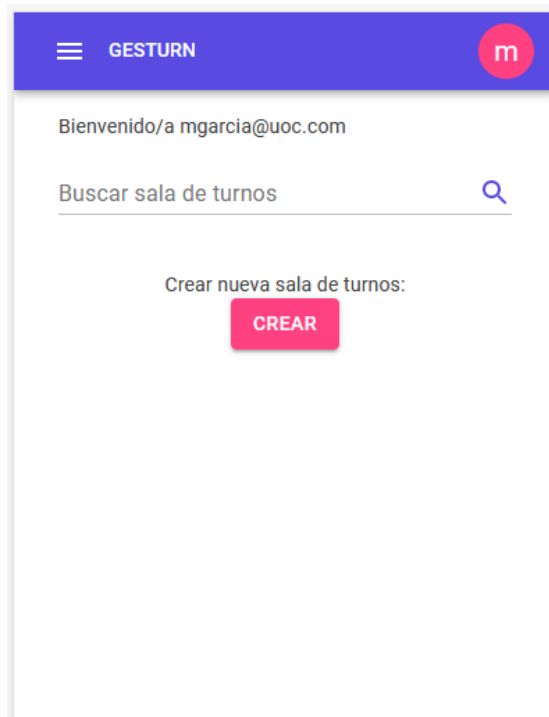 GESTURN
m
Bienvenido/a mgarcia@uoc.com
Buscar sala de turnos
Crear nueva sala de turnos:
CREAR